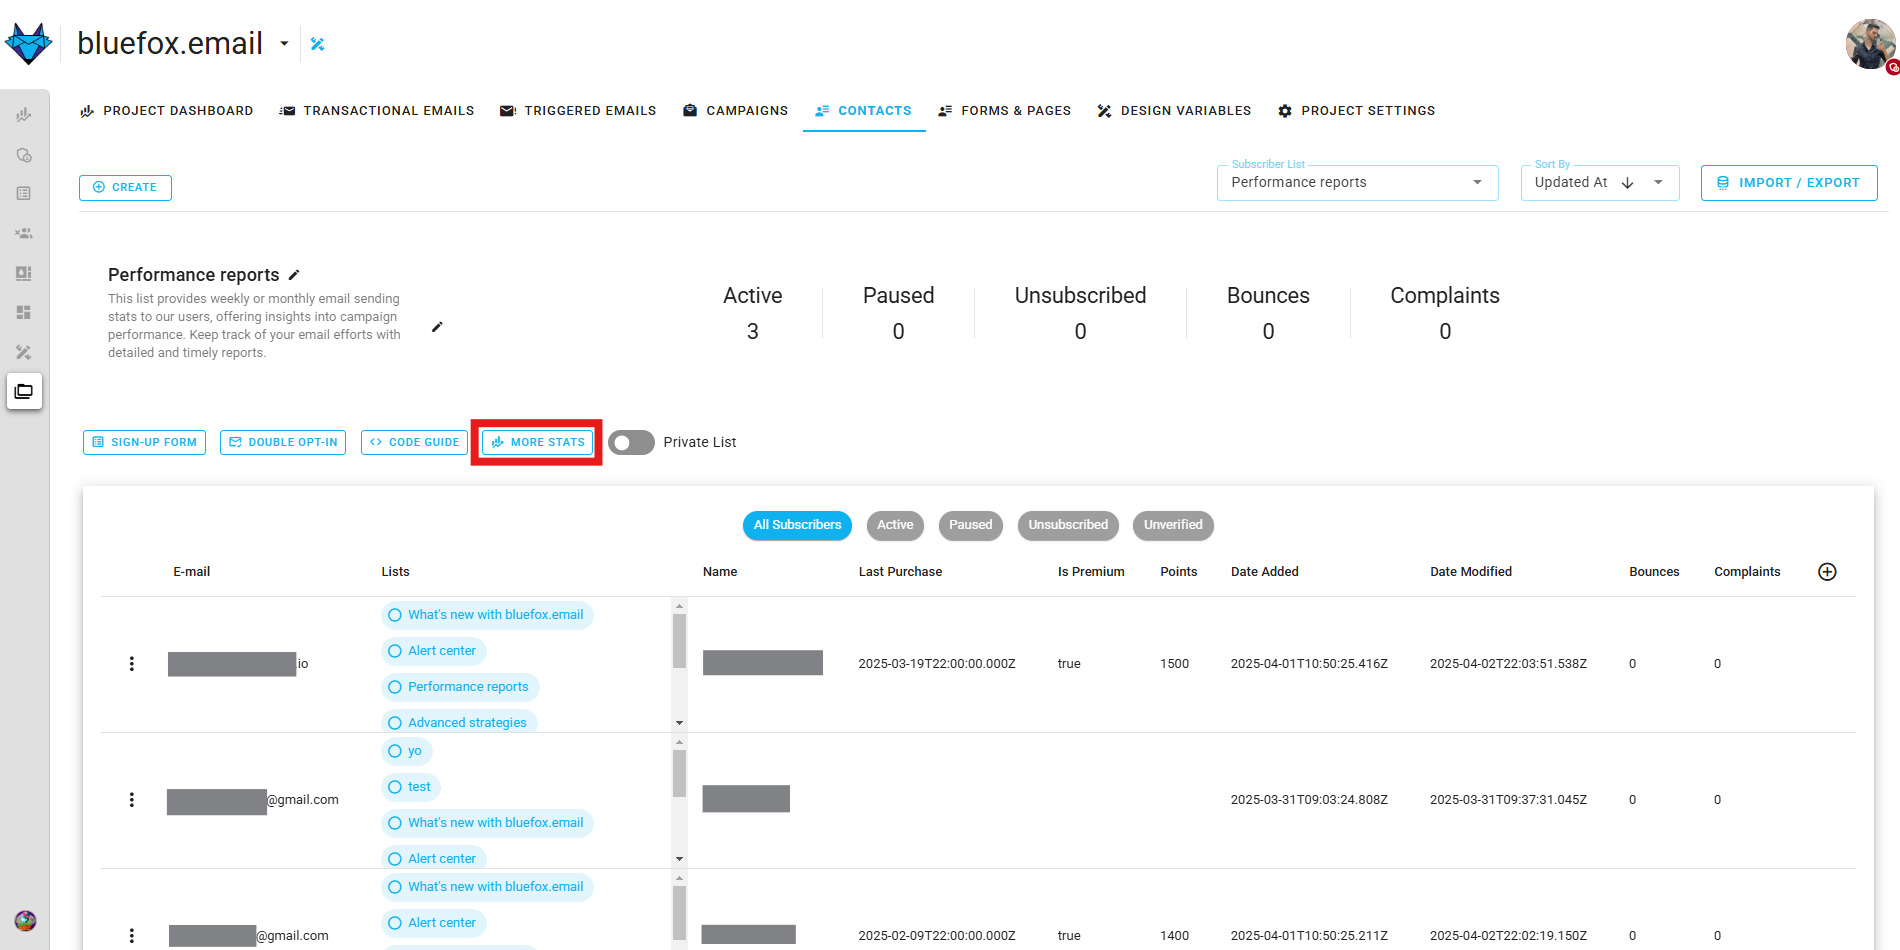 bluefox.email
PROJECT DASHBOARD
TRANSACTIONAL EMAILS
TRIGGERED EMAILS
CAMPAIGNS
CONTACTS
FORMS & PAGES
DESIGN VARIABLES
PROJECT SETTINGS
CREATE
Subscriber List
Performance reports
Sort By
Updated At
IMPORT / EXPORT
Performance reports
This list provides weekly or monthly email sending
stats to our users, offering insights into campaign
performance. Keep track of your email efforts with
detailed and timely reports.
Active
3
Paused
0
Unsubscribed
0
Bounces
0
Complaints
0
SIGN-UP FORM
DOUBLE OPT-IN
CODE GUIDE
MORE STATS
Private List
All Subscribers
Active
Paused
Unsubscribed
Unverified
E-mail
Lists
Name
Last Purchase
Is Premium
Points
Date Added
Date Modified
Bounces
Complaints
.io
What's new with bluefox.email
Alert center
Performance reports
Advanced strategies
2025-03-19T22:00:00.000Z
true
1500
2025-04-01T10:50:25.416Z
2025-04-02T22:03:51.538Z
0
0
@gmail.com
yo
test
What's new with bluefox.email
Alert center
2025-03-31T09:03:24.808Z
2025-03-31T09:37:31.045Z
0
0
@gmail.com
What's new with bluefox.email
Alert center
2025-02-09T22:00:00.000Z
true
1400
2025-04-01T10:50:25.211Z
2025-04-02T22:02:19.150Z
0
0